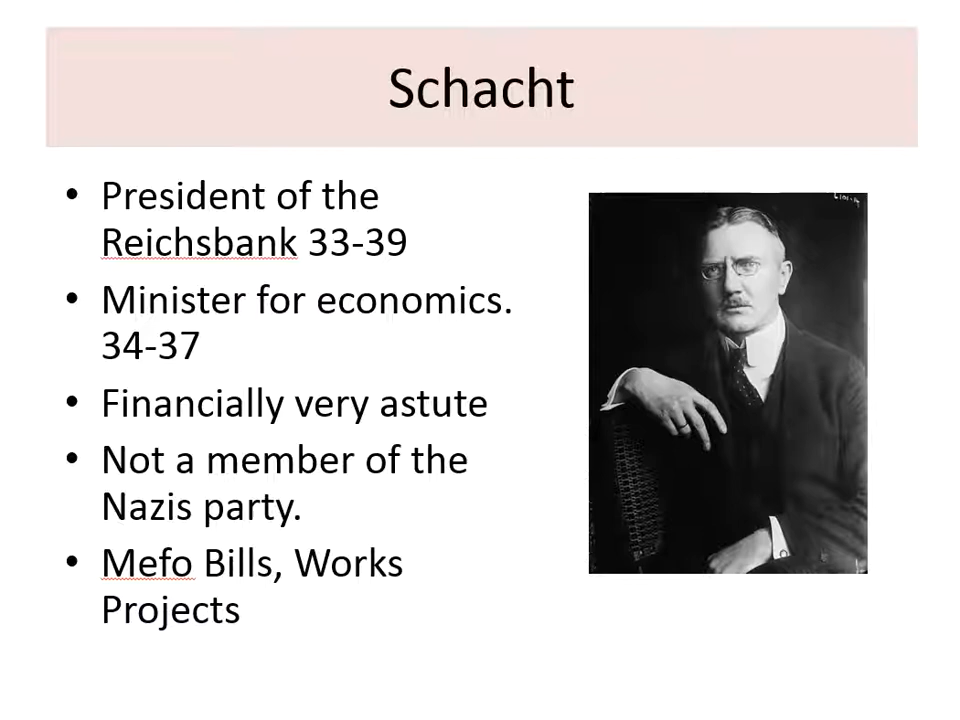 Schacht
• President of the
Reichsbank 33-39
• Minister for economics.
34-37
• Financially very astute
• Not a member of the
Nazis party.
• Mefo Bills, Works
Projects